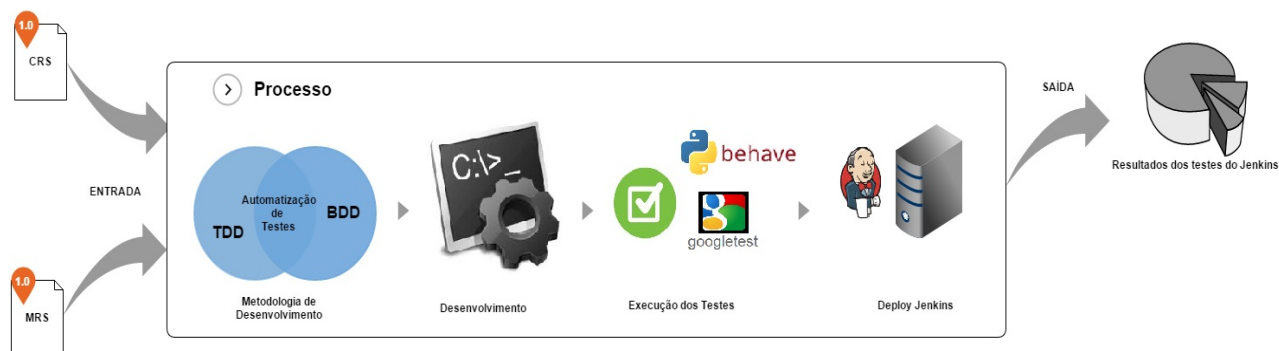 1.0
CRS
ENTRADA
1.0
MRS
Processo
TDD
Automatização
de
Testes
BDD
Metodologia de
Desenvolvimento
C:\>_
Desenvolvimento
behave
googletest
Execução dos Testes
Deploy Jenkins
SAÍDA
Resultados dos testes do Jenkins